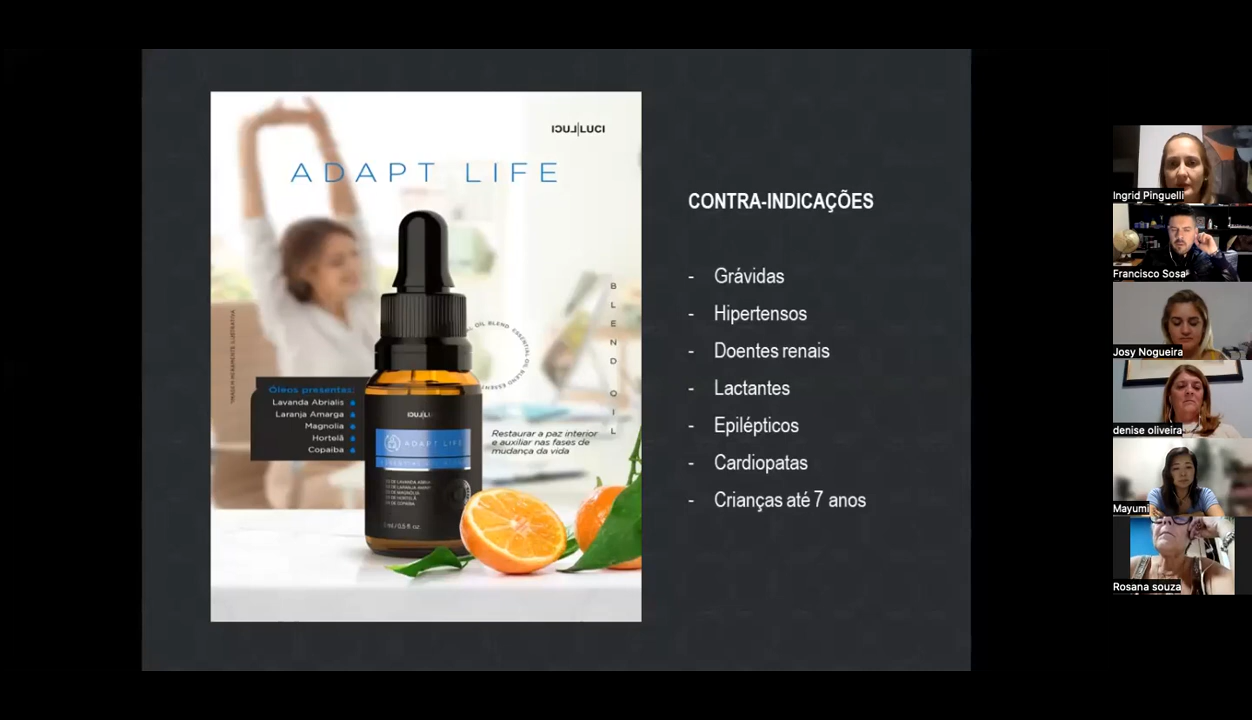 LUCI|LUCI
ADAPT LIFE
BLEND OIL
Óleos presentes:
Lavanda Abrialis
Laranja Amarga
Magnolia
Hortelã
Copaiba
Restaurar a paz interior
e auxiliar nas fases de
mudança da vida
ADAPT LIFE
CONTRA-INDICAÇÕES
- Grávidas
- Hipertensos
- Doentes renais
- Lactantes
- Epilépticos
- Cardiopatas
- Crianças até 7 anos
Ingrid Pinguelli
Francisco Sosa
Josy Nogueira
denise oliveira
Mayumi
Rosana souza